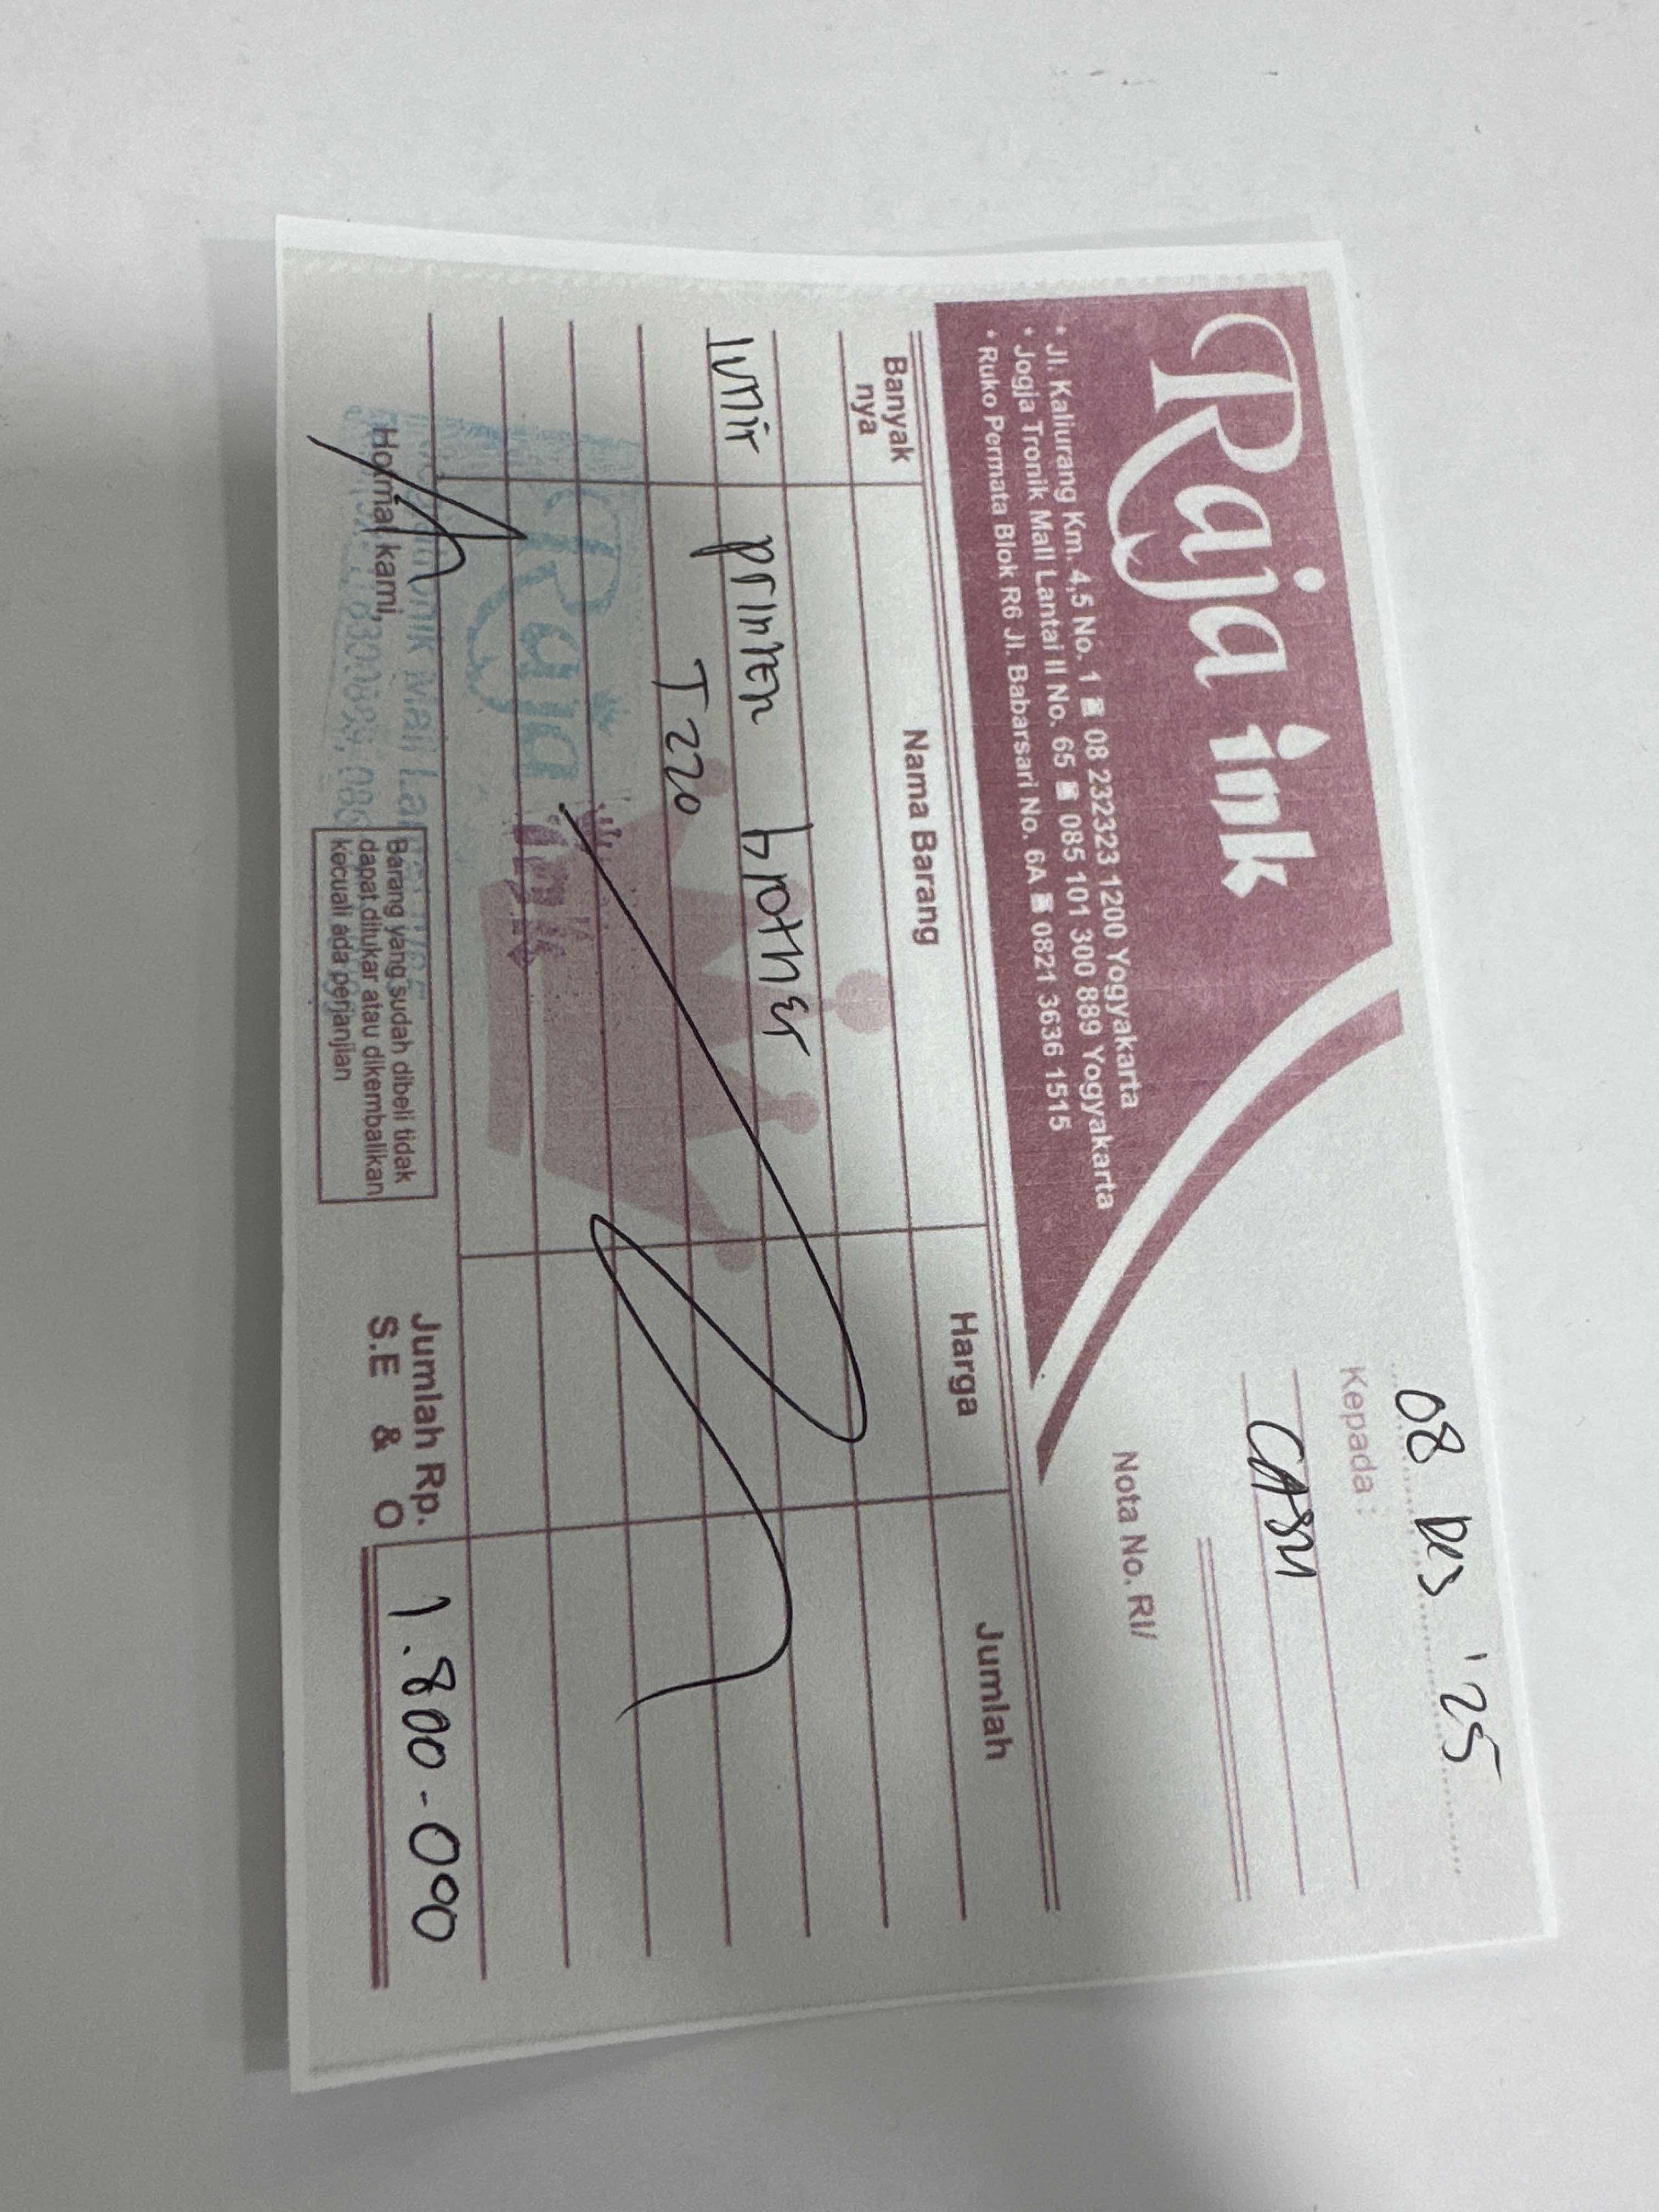 Raja ink
* Jl. Kaliurang Km. 4,5 No. 1 08 232323 1200 Yogyakarta
* Jogja Tronik Mall Lantai II No. 65 085 101 300 889 Yogyakarta
* Ruko Permata Blok R6 Jl. Babarsari No. 6A 0821 3636 1515
08 Des '25
Kepada :
CASH
Nota No. RI/
Banyak nya Nama Barang Harga Jumlah
1unit printer brother
T220
Raja
ink
Hormat kami,
Barang yang sudah dibeli tidak
dapat ditukar atau dikembalikan
kecuali ada perjanjian
Jumlah Rp. 1.800-000
S.E & O